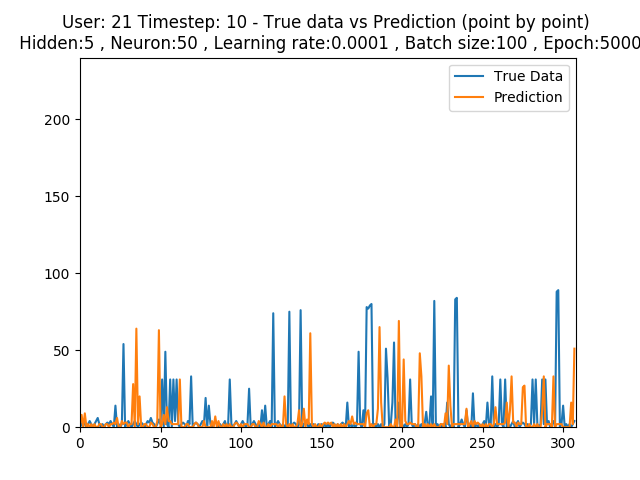 User: 21 Timestep: 10 - True data vs Prediction (point by point)
Hidden:5 , Neuron:50 , Learning rate:0.0001 , Batch size:100 , Epoch:5000
True Data
Prediction
200
150
100
50
0
0 50 100 150 200 250 300